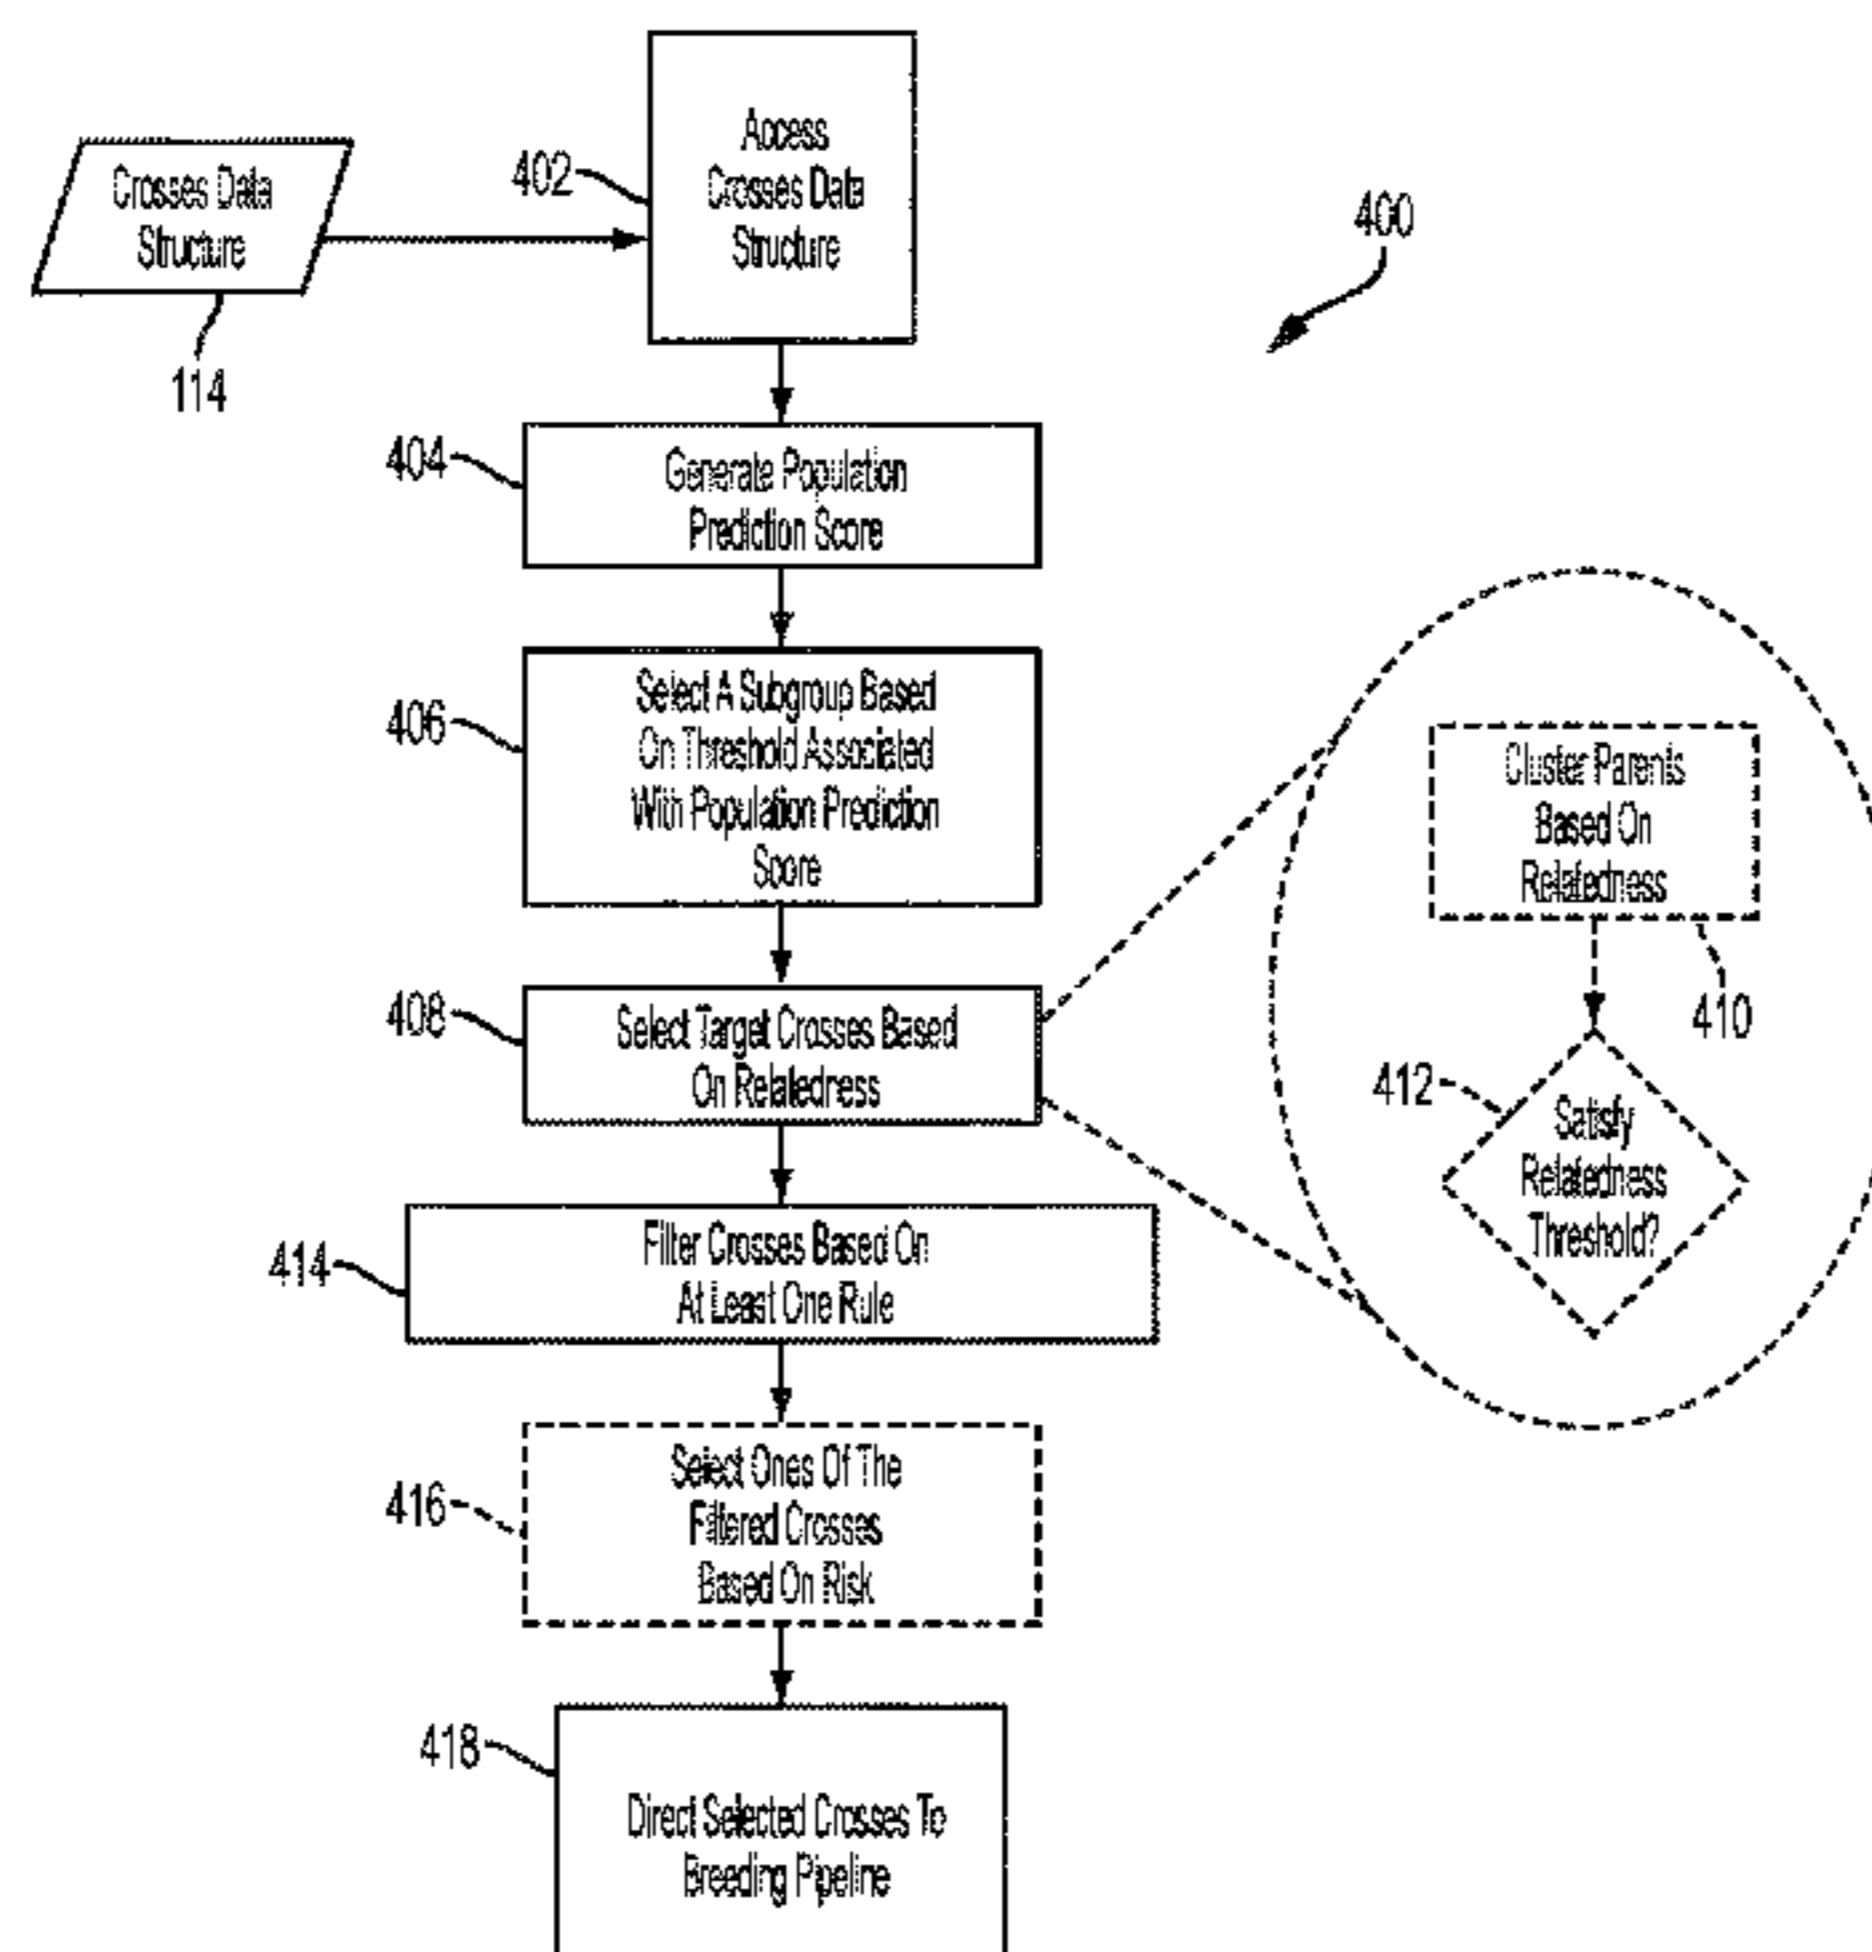 Access
Crosses Data
Structure
402
Crosses Data
Structure
114
400
Generate Population
Prediction Score
404
Select A Subgroup Based
On Threshold Associated
With Population Prediction
Score
406
Select Target Crosses Based
On Relatedness
408
Cluster Parents
Based On
Relatedness
410
Satisfy
Relatedness
Threshold?
412
Filter Crosses Based On
At Least One Rule
414
Select Ones Of The
Filtered Crosses
Based On Risk
416
Direct Selected Crosses To
Breeding Pipeline
418